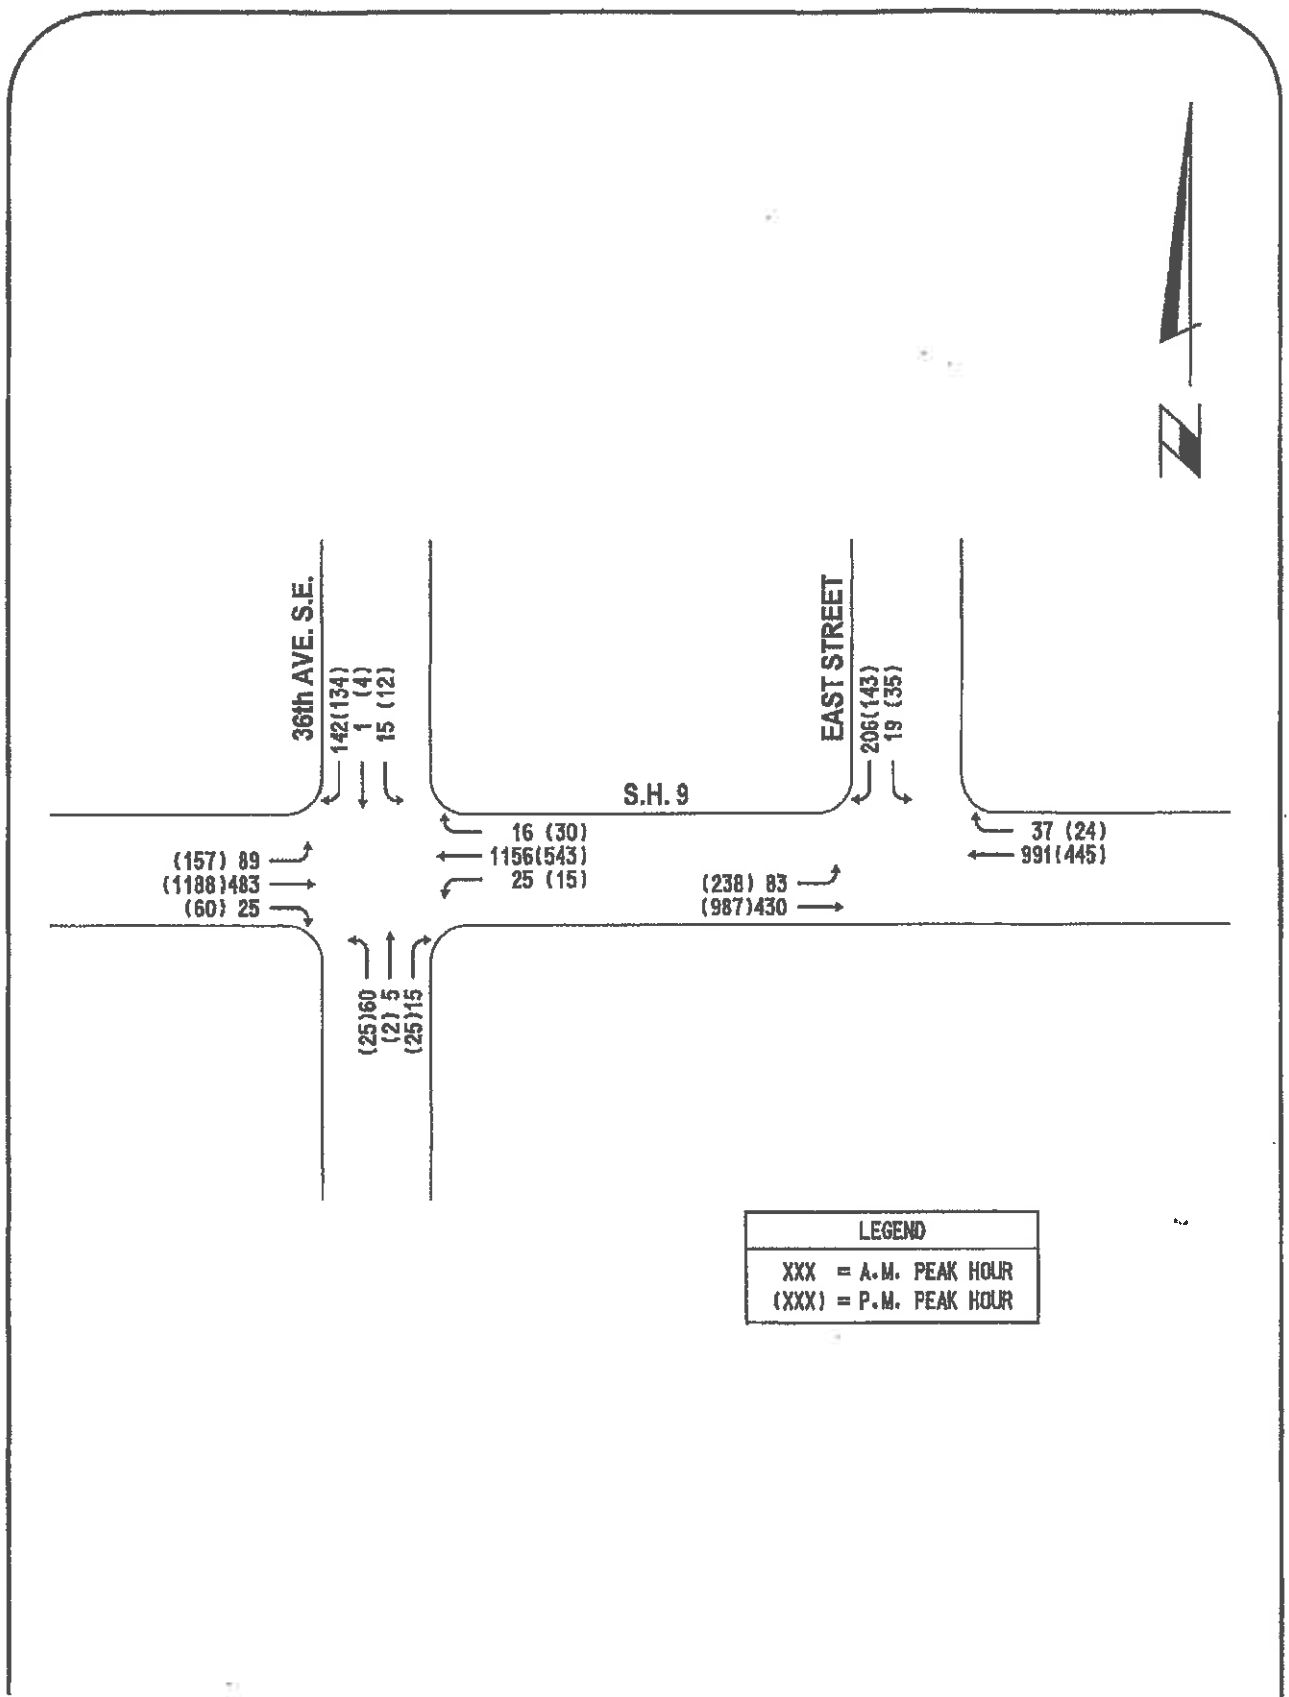 N
36th AVE. S.E.
142(134)
1 (4)
15 (12)
EAST STREET
206(143)
19 (35)
S.H. 9
16 (30)
1156(543)
25 (15)
37 (24)
991(445)
(157) 89
(1188)483
(60) 25
(238) 83
(987)430
(25)60
(2) 5
(25)15
LEGEND
XXX = A.M. PEAK HOUR
(XXX) = P.M. PEAK HOUR